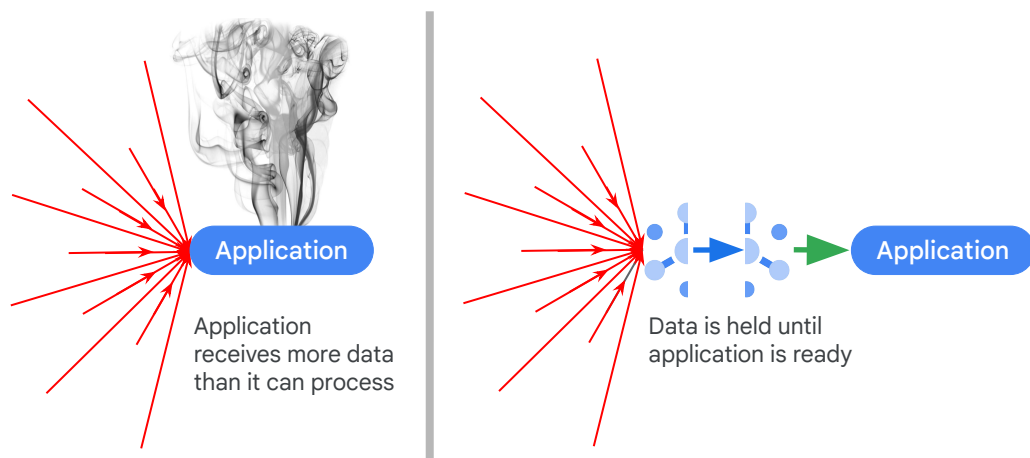 Application
Application
receives more data
than it can process
Application
Data is held until
application is ready